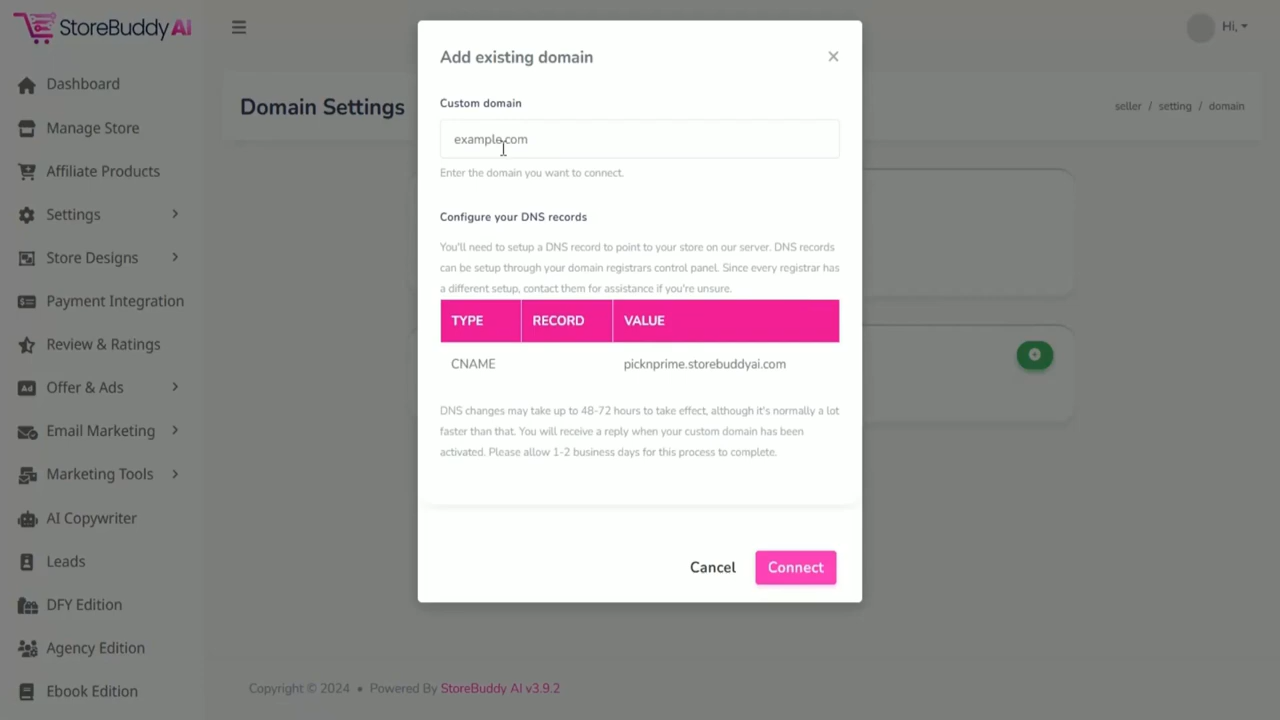 StoreBuddy AI
Hi,
Dashboard
Manage Store
Affiliate Products
Settings
Store Designs
Payment Integration
Review & Ratings
Ad
Offer & Ads
Email Marketing
Marketing Tools
AI Copywriter
Leads
DFY Edition
Agency Edition
Ebook Edition
Domain Settings
seller / setting / domain
Add existing domain
×
Custom domain
example.com
Enter the domain you want to connect.
Configure your DNS records
You'll need to setup a DNS record to point to your store on our server. DNS records
can be setup through your domain registrars control panel. Since every registrar has
a different setup, contact them for assistance if you're unsure.
TYPE RECORD VALUE
CNAME picknprime.storebuddyai.com
DNS changes may take up to 48-72 hours to take effect, although it's normally a lot
faster than that. You will receive a reply when your custom domain has been
activated. Please allow 1-2 business days for this process to complete.
Cancel Connect
Copyright © 2024 • Powered By StoreBuddy AI v3.9.2